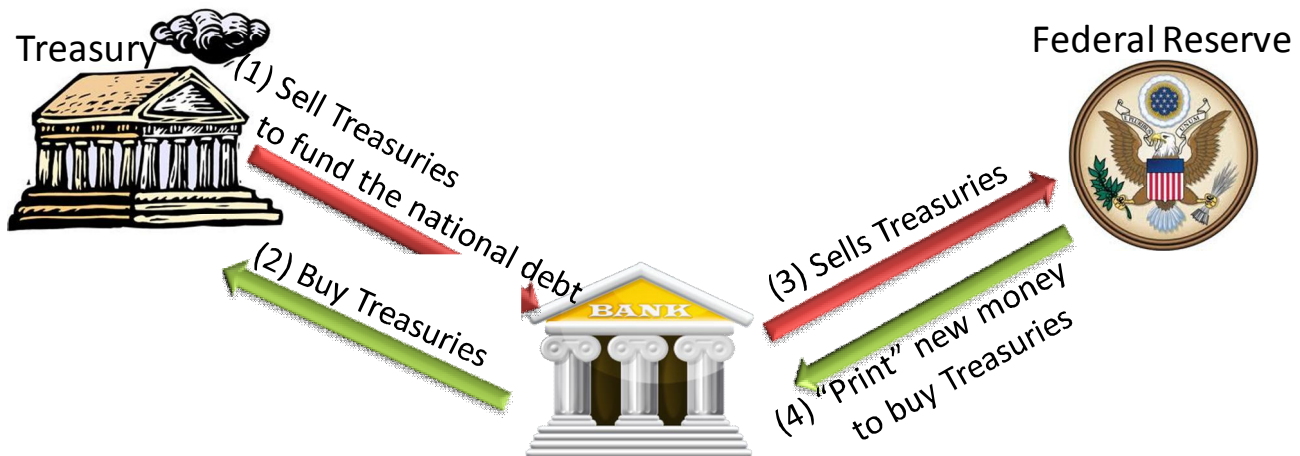 Treasury
Federal Reserve
(1) Sell Treasuries
to fund the national debt
(2) Buy Treasuries
BANK
(3) Sells Treasuries
(4) “Print” new money
to buy Treasuries